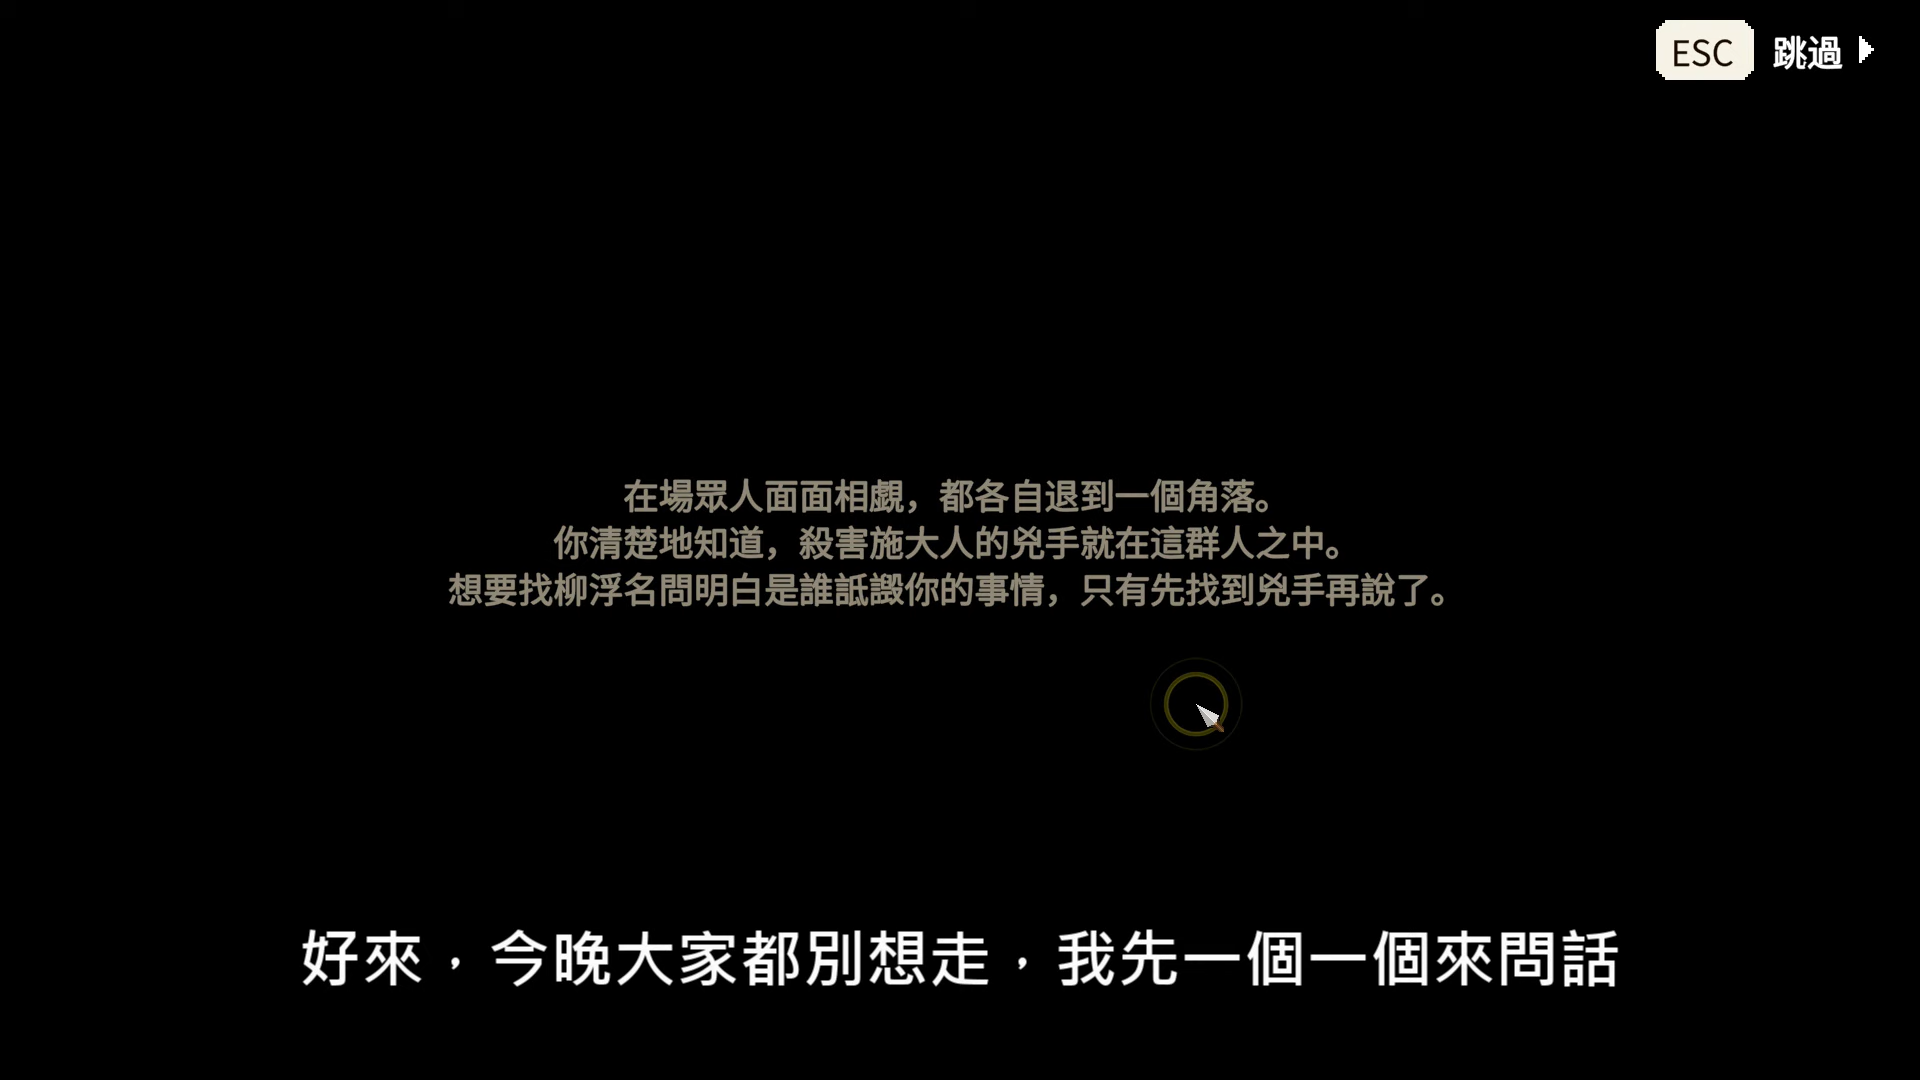 ESC 跳過
在場眾人面面相覷，都各自退到一個角落。
你清楚地知道，殺害施大人的兇手就在這群人之中。
想要找柳浮名問明白是誰詆譭你的事情，只有先找到兇手再說了。
好來，今晚大家都別想走，我先一個一個來問話